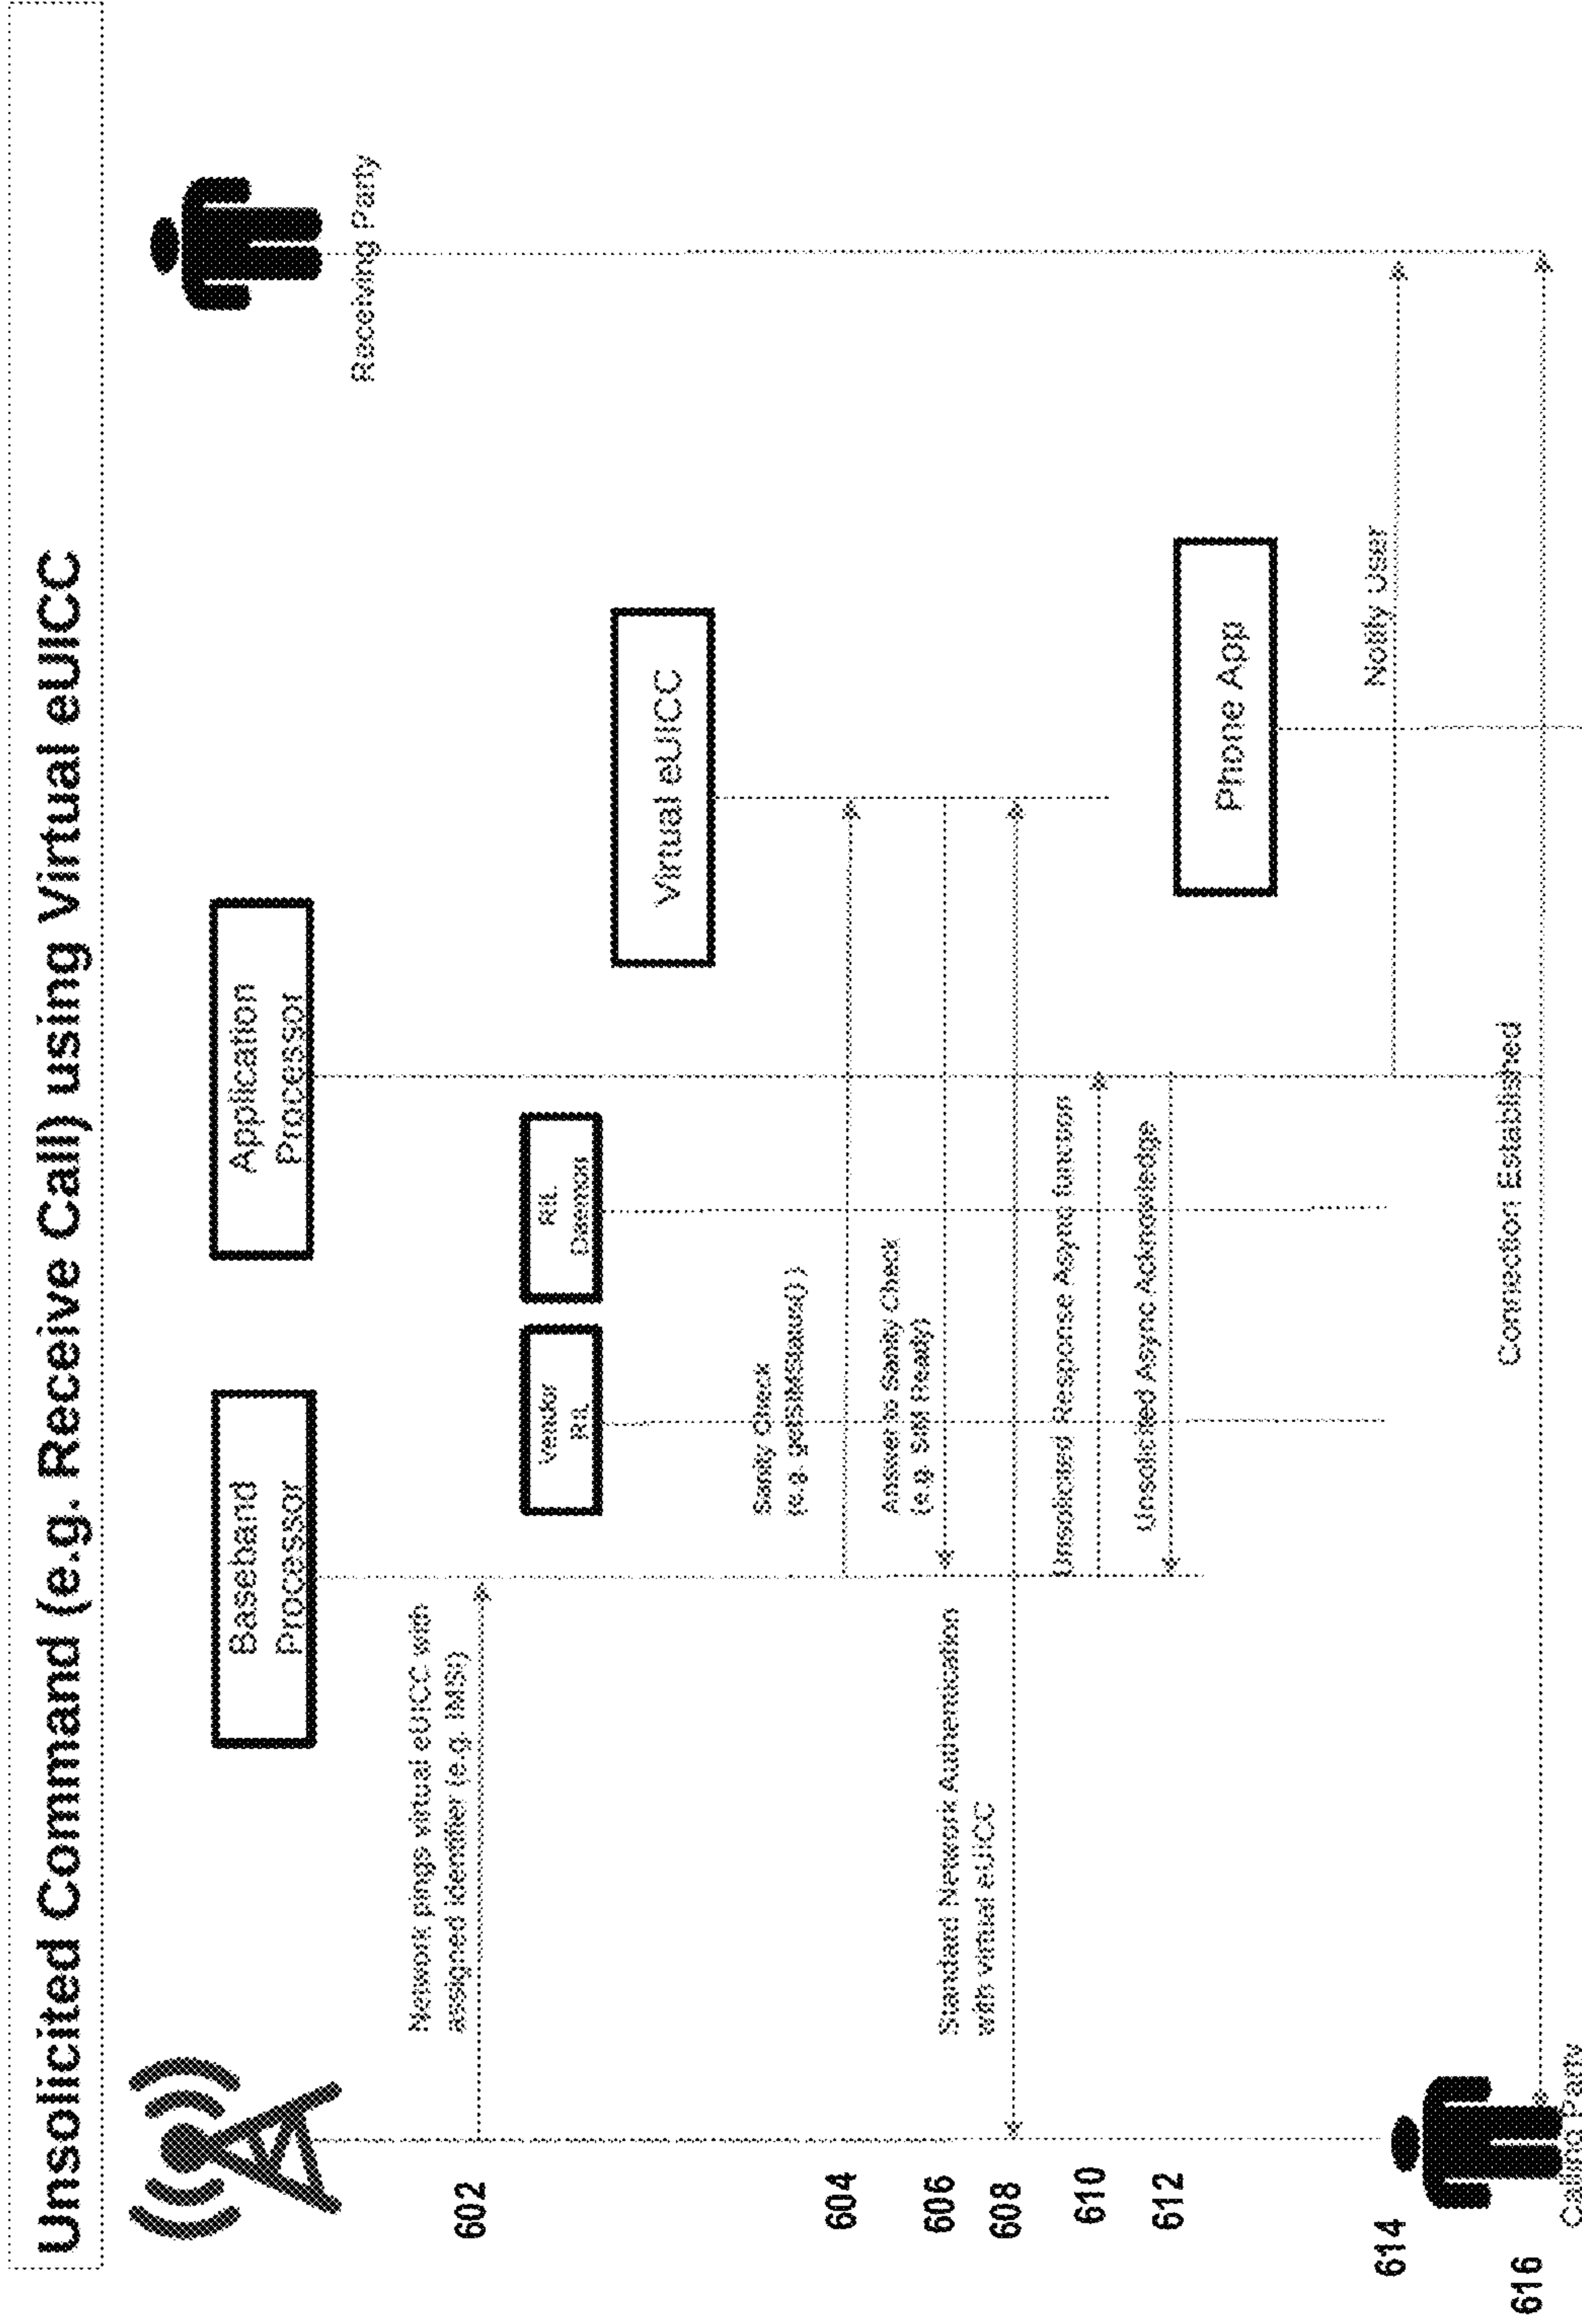 Unsolicited Command (e.g. Receive Call) using Virtual eUICC
Receiving Party
Baseband
Processor
Application
Processor
Network pings virtual eUICC with
assigned identifier (e.g. IMSI)
602
Vendor
RIL
RIL
Daemon
Virtual eUICC
Sanity Check
(e.g. getSIMStatus() )
604
Answer to Sanity Check
(e.g. SIM Ready)
606
Standard Network Authentication
with virtual eUICC
608
Unsolicited Response Async function
610
Unsolicited Async Acknowledge
612
Phone App
Notify User
614
Connection Established
616
Calling Party